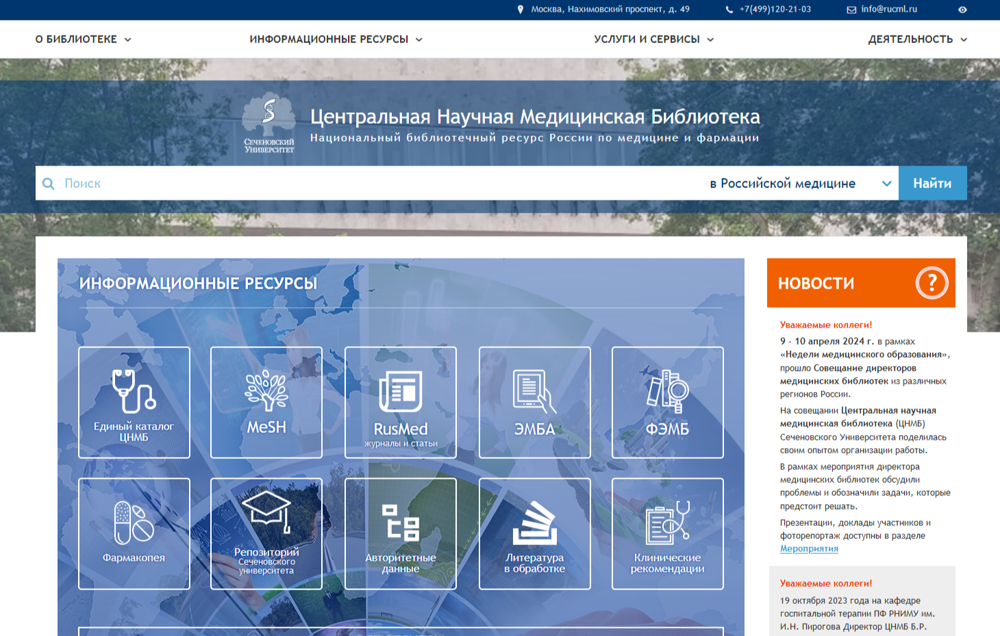 Москва, Нахимовский проспект, д. 49
+7(499)120-21-03
info@rucml.ru
О БИБЛИОТЕКЕ
ИНФОРМАЦИОННЫЕ РЕСУРСЫ
УСЛУГИ И СЕРВИСЫ
ДЕЯТЕЛЬНОСТЬ
Сеченовский
Университет
Центральная Научная Медицинская Библиотека
Национальный библиотечный ресурс России по медицине и фармации
Поиск
в Российской медицине
Найти
ИНФОРМАЦИОННЫЕ РЕСУРСЫ
Единый каталог
ЦНМБ
MeSH
RusMed
журналы и статьи
ЭМБА
ФЭМБ
Фармакопея
Репозиторий
Сеченовского
университета
Авторитетные
данные
Литература
в обработке
Клинические
рекомендации
НОВОСТИ
?
Уважаемые коллеги!
9 - 10 апреля 2024 г. в рамках
«Недели медицинского образования»,
прошло Совещание директоров
медицинских библиотек из различных
регионов России.
На совещании Центральная научная
медицинская библиотека (ЦНМБ)
Сеченовского Университета поделилась
своим опытом организации работы.
В рамках мероприятия директора
медицинских библиотек обсудили
проблемы и обозначили задачи, которые
предстоит решать.
Презентации, доклады участников и
фоторепортаж доступны в разделе
Мероприятия
Уважаемые коллеги!
19 октября 2023 года на кафедре
госпитальной терапии ПФ РНИМУ им.
И.Н. Пирогова Директор ЦНМБ Б.Р.